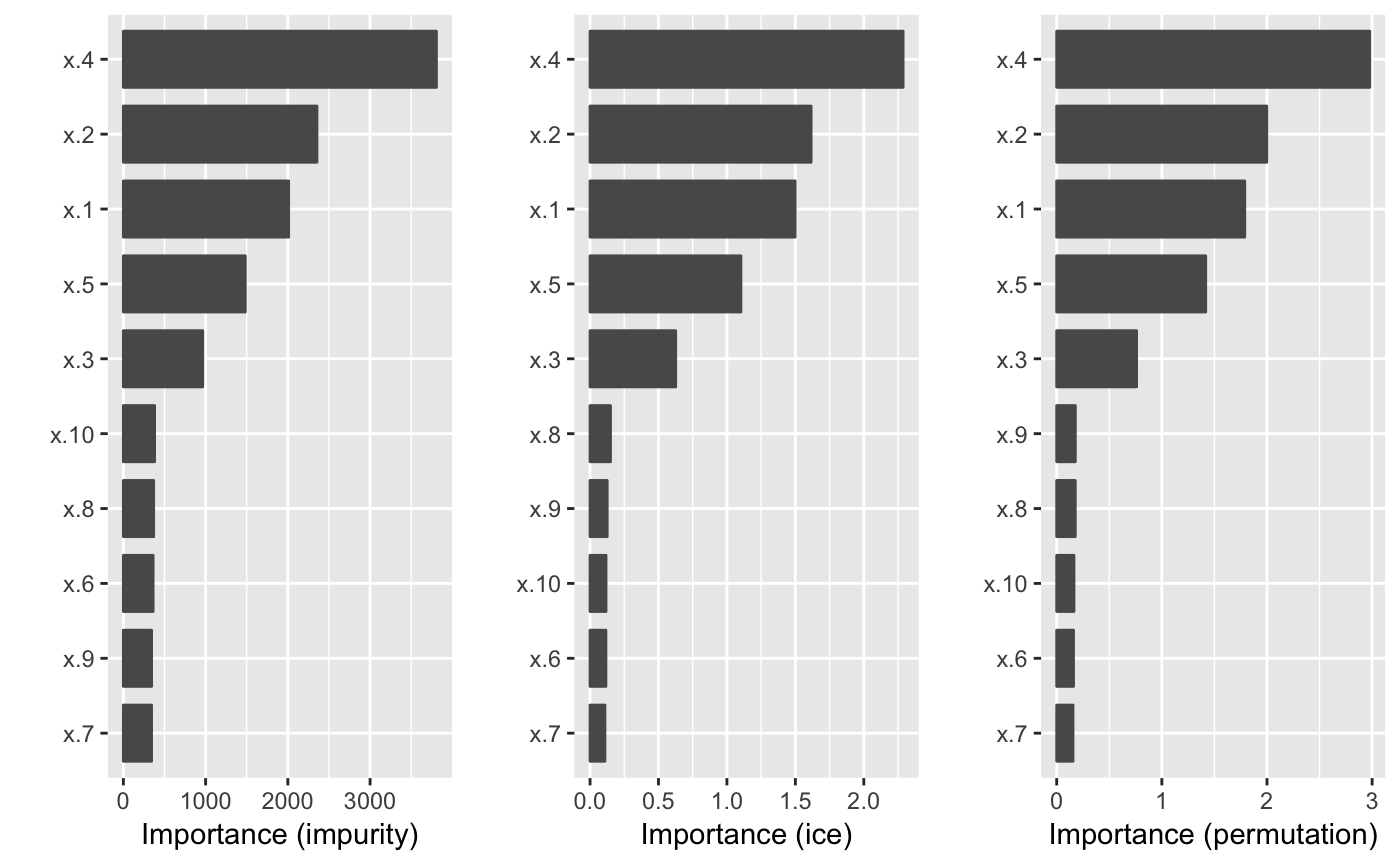 x.4
x.2
x.1
x.5
x.3
x.10
x.8
x.6
x.9
x.7
0 1000 2000 3000
Importance (impurity)
x.4
x.2
x.1
x.5
x.3
x.8
x.9
x.10
x.6
x.7
0.0 0.5 1.0 1.5 2.0
Importance (ice)
x.4
x.2
x.1
x.5
x.3
x.9
x.8
x.10
x.6
x.7
0 1 2 3
Importance (permutation)